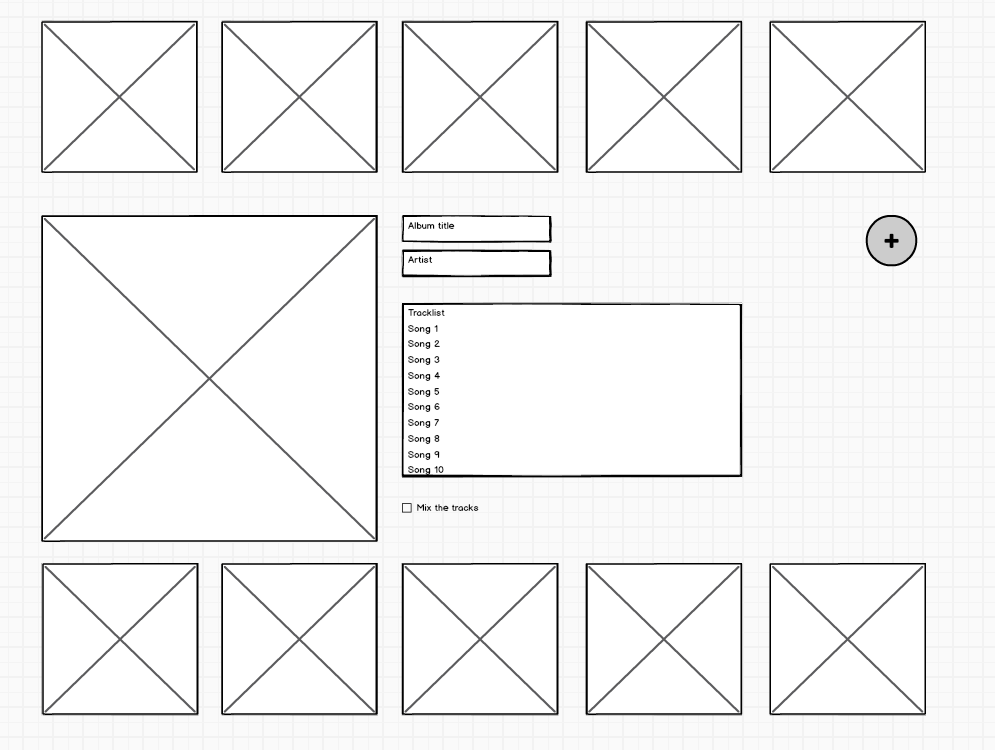 Album title
+
Artist
Tracklist
Song 1
Song 2
Song 3
Song 4
Song 5
Song 6
Song 7
Song 8
Song 9
Song 10
Mix the tracks